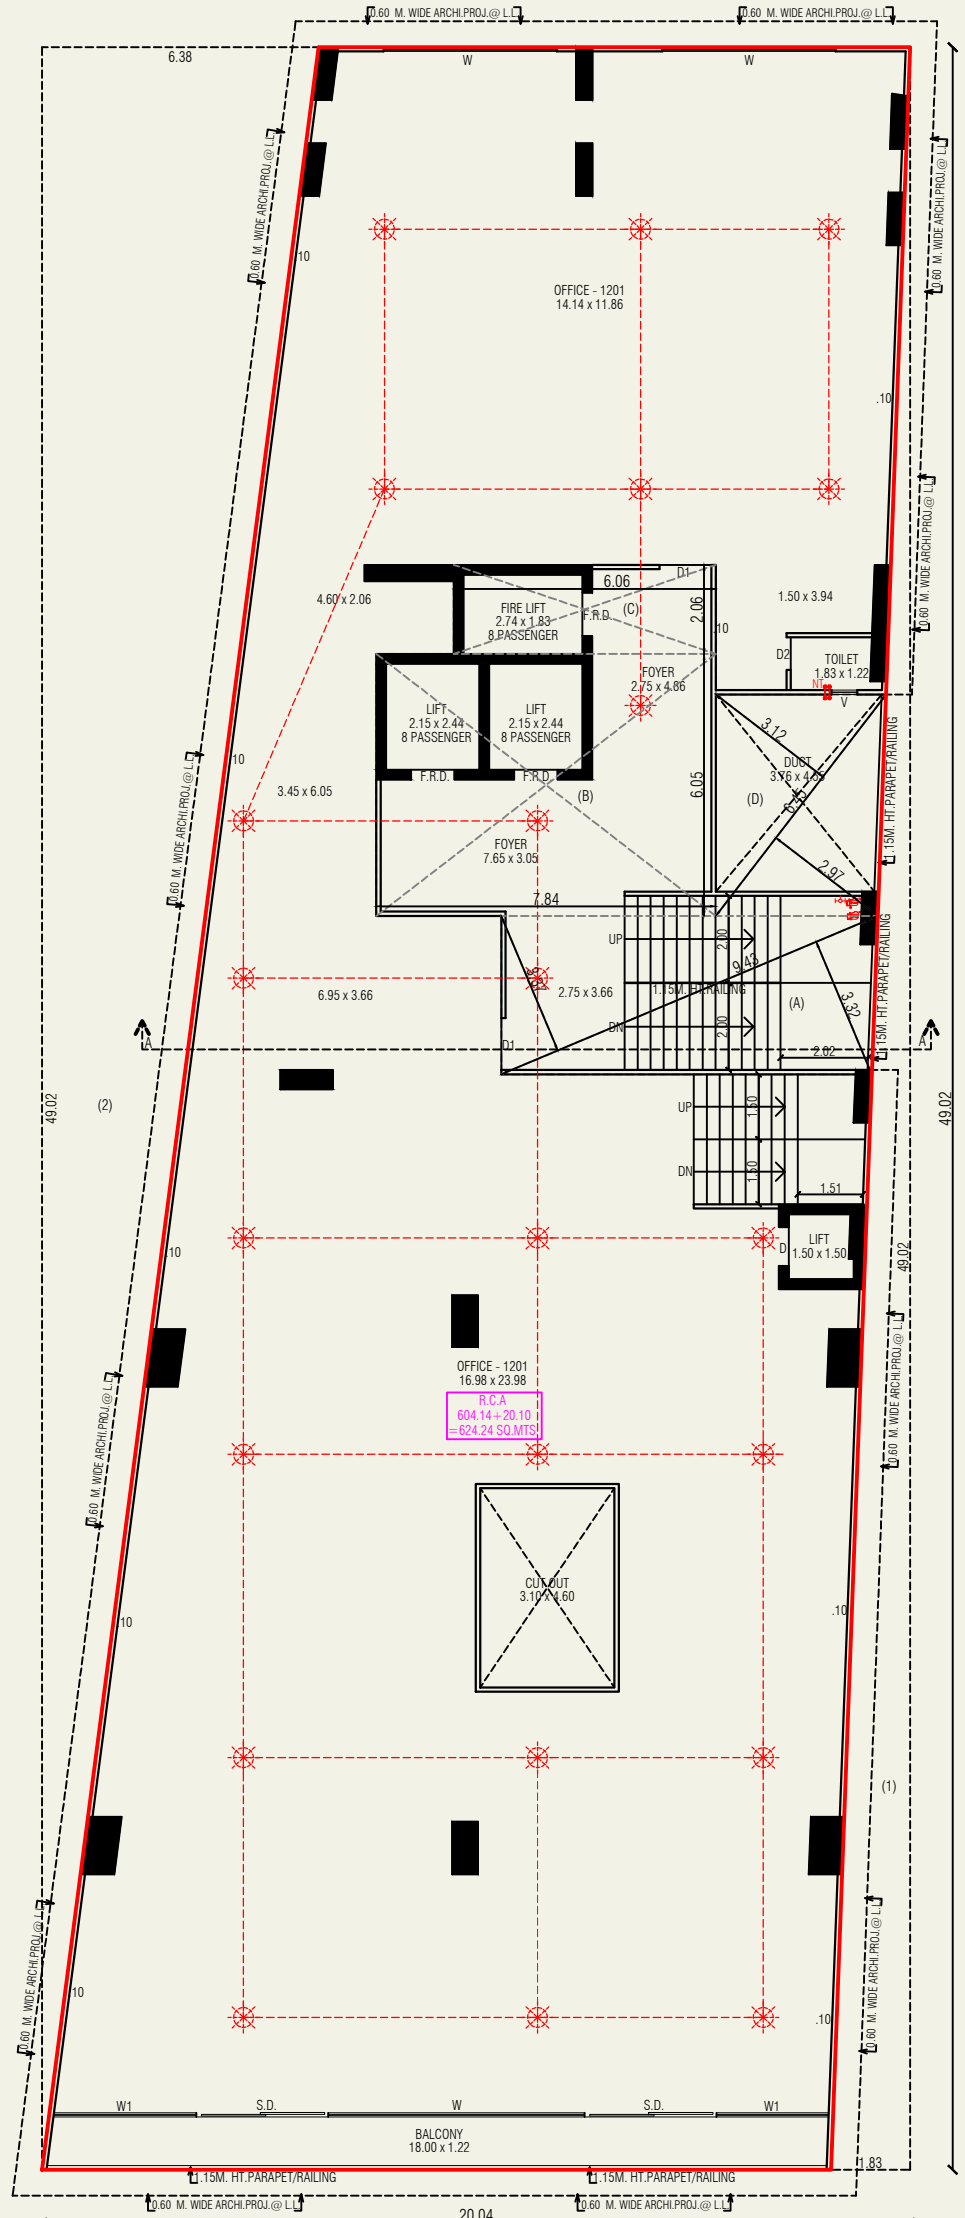 0.60 M. WIDE ARCHI.PROJ.@ L.L.
0.60 M. WIDE ARCHI.PROJ.@ L.L.
6.38
W
W
0.60 M. WIDE ARCHI.PROJ.@ L.L.
0.60 M. WIDE ARCHI.PROJ.@ L.L.
.10
OFFICE - 1201
14.14 x 11.86
.10
0.60 M. WIDE ARCHI.PROJ.@ L.L.
4.60 x 2.06
FIRE LIFT
2.74 x 1.83
8 PASSENGER
6.06
F.R.D.
(C)
D1
2.06
.10
1.50 x 3.94
D2
TOILET
1.83 x 1.22
NT
V
FOYER
2.75 x 4.86
LIFT
2.15 x 2.44
8 PASSENGER
LIFT
2.15 x 2.44
8 PASSENGER
F.R.D.
F.R.D.
.10
3.45 x 6.05
0.60 M. WIDE ARCHI.PROJ.@ L.L.
3.12
DUCT
3.76 x 4.55
(D)
(B)
6.05
2.97
1.15M. HT.PARAPET/RAILING
FOYER
7.65 x 3.05
7.84
UP
2.00
9.43
1.15M. HT.RAILING
2.75 x 3.66
6.95 x 3.66
(A)
3.32
1.15M. HT.PARAPET/RAILING
DN
2.00
D1
2.02
A
A
(2)
49.02
49.02
UP
1.50
DN
1.50
1.51
LIFT
1.50 x 1.50
D
49.02
.10
OFFICE - 1201
16.98 x 23.98
R.C.A
604.14+20.10
=624.24 SQ.MTS
0.60 M. WIDE ARCHI.PROJ.@ L.L.
0.60 M. WIDE ARCHI.PROJ.@ L.L.
CUT OUT
3.10 x 4.60
.10
.10
(1)
0.60 M. WIDE ARCHI.PROJ.@ L.L.
0.60 M. WIDE ARCHI.PROJ.@ L.L.
.10
.10
W1
S.D.
W
S.D.
W1
BALCONY
18.00 x 1.22
1.83
1.15M. HT.PARAPET/RAILING
1.15M. HT.PARAPET/RAILING
0.60 M. WIDE ARCHI.PROJ.@ L.L.
0.60 M. WIDE ARCHI.PROJ.@ L.L.
20.04